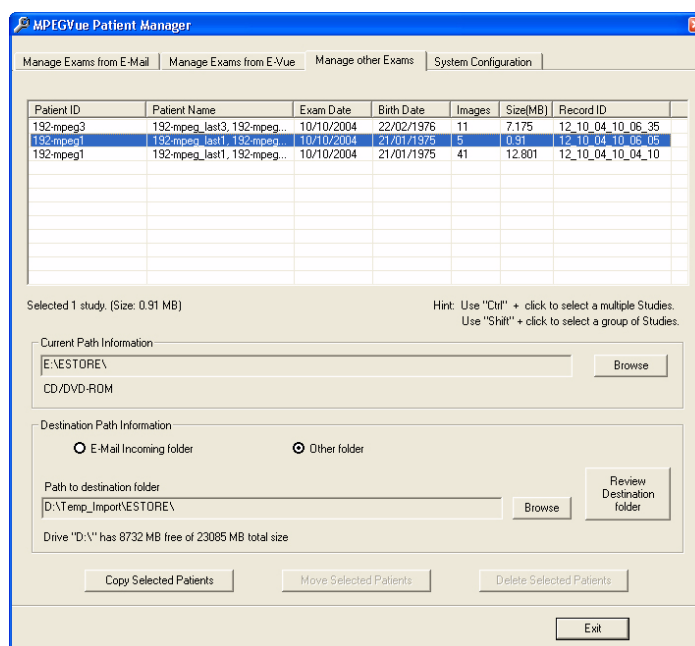 MPEGVue Patient Manager
Manage Exams from E-Mail Manage Exams from E-Vue Manage other Exams System Configuration
Patient ID Patient Name Exam Date Birth Date Images Size(MB) Record ID
192-mpeg3 192-mpeg_last3, 192-mpeg... 10/10/2004 22/02/1976 11 7.175 12_10_04_10_06_35
192-mpeg1 192-mpeg_last1, 192-mpeg... 10/10/2004 21/01/1975 5 0.91 12_10_04_10_06_05
192-mpeg1 192-mpeg_last1, 192-mpeg... 10/10/2004 21/01/1975 41 12.801 12_10_04_10_04_10
Selected 1 study. (Size: 0.91 MB) Hint: Use "Ctrl" + click to select a multiple Studies.
Use "Shift" + click to select a group of Studies.
Current Path Information
E:\ESTORE\ Browse
CD/DVD-ROM
Destination Path Information
E-Mail Incoming folder Other folder
Path to destination folder
D:\Temp_Import\ESTORE\ Browse
Review
Destination
folder
Drive "D:\" has 8732 MB free of 23085 MB total size
Copy Selected Patients Move Selected Patients Delete Selected Patients
Exit